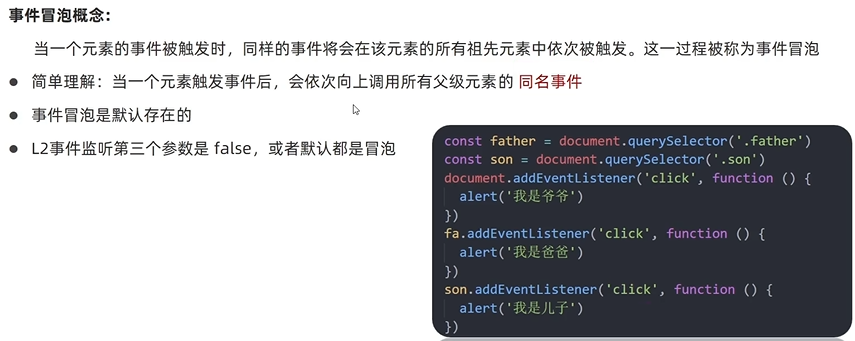 事件冒泡概念：
当一个元素的事件被触发时，同样的事件将会在该元素的所有祖先元素中依次被触发。这一过程被称为事件冒泡
● 简单理解：当一个元素触发事件后，会依次向上调用所有父级元素的 同名事件
● 事件冒泡是默认存在的
● L2事件监听第三个参数是 false，或者默认都是冒泡
const father = document.querySelector('.father')
const son = document.querySelector('.son')
document.addEventListener('click', function () {
  alert('我是爷爷')
})
fa.addEventListener('click', function () {
  alert('我是爸爸')
})
son.addEventListener('click', function () {
  alert('我是儿子')
})